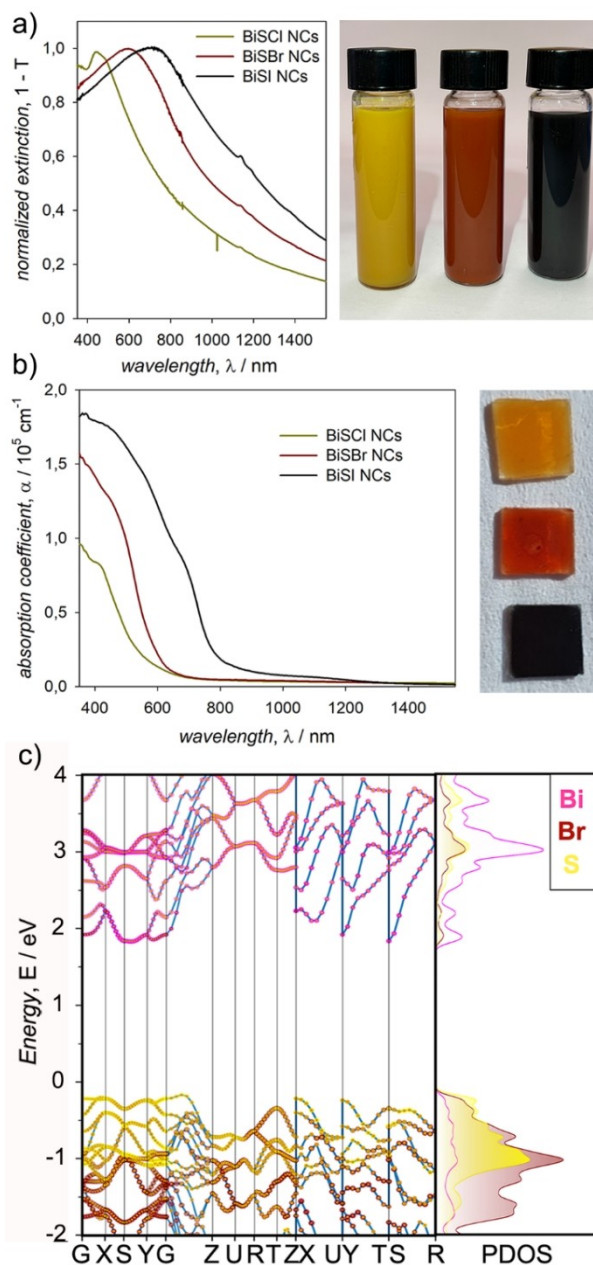 a)
BiSCl NCs
BiSBr NCs
BiSI NCs
normalized extinction, 1 - T
1,0
0,8
0,6
0,4
0,2
0,0
400 600 800 1000 1200 1400
wavelength, λ / nm
b)
BiSCl NCs
BiSBr NCs
BiSI NCs
absorption coefficient, α / 10⁵ cm⁻¹
2,0
1,5
1,0
0,5
0,0
400 600 800 1000 1200 1400
wavelength, λ / nm
c)
Energy, E / eV
4
3
2
1
0
-1
-2
G X S Y G Z U R T Z X U Y T S R
Bi
Br
S
PDOS